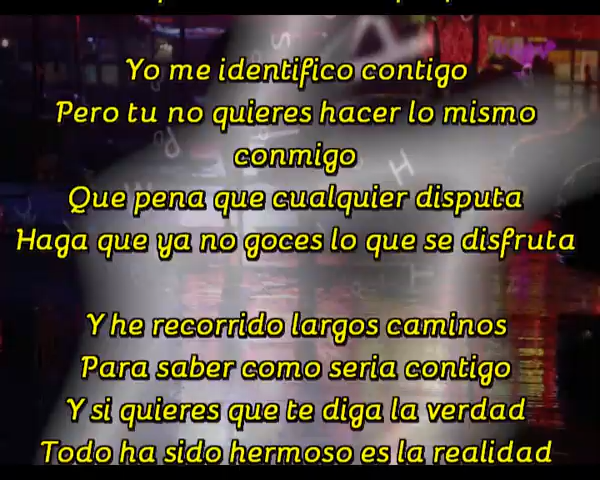 Yo me identifico contigo
Pero tu no quieres hacer lo mismo
conmigo
Que pena que cualquier disputa
Haga que ya no goces lo que se disfruta
Y he recorrido largos caminos
Para saber como seria contigo
Y si quieres que te diga la verdad
Todo ha sido hermoso es la realidad